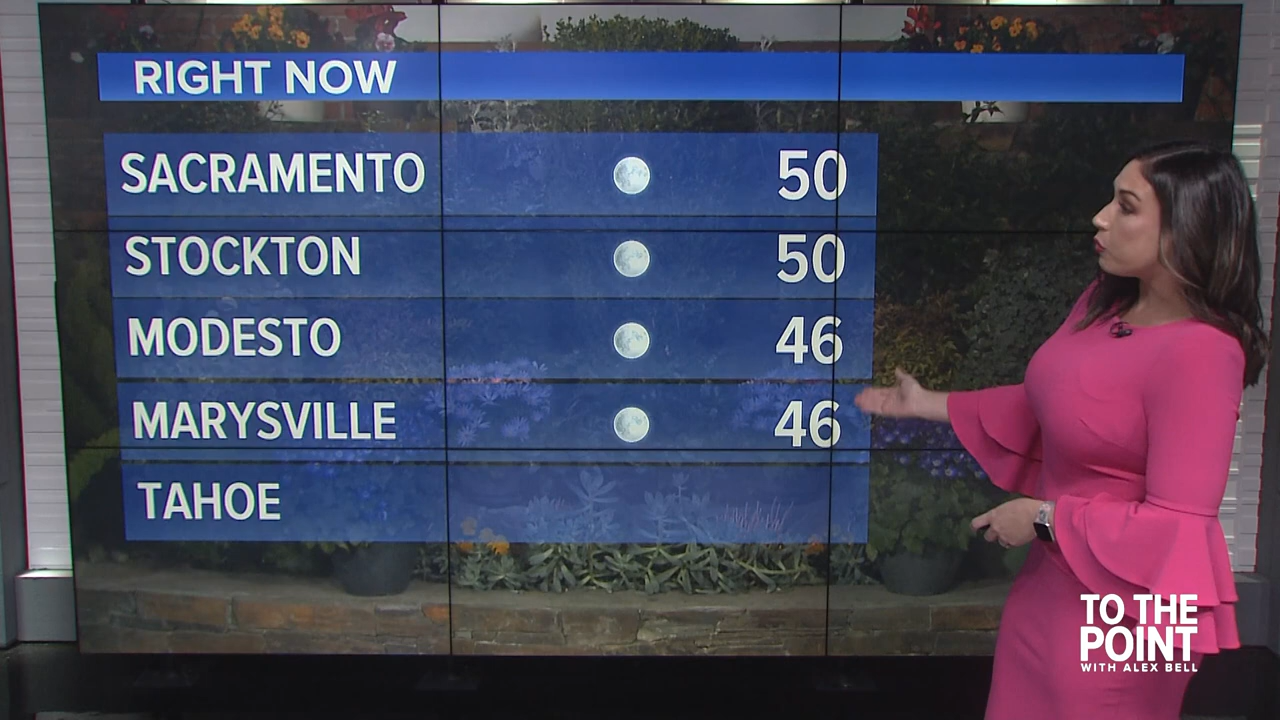 RIGHT NOW
SACRAMENTO 50
STOCKTON 50
MODESTO 46
MARYSVILLE 46
TAHOE
TO THE
POINT
WITH ALEX BELL